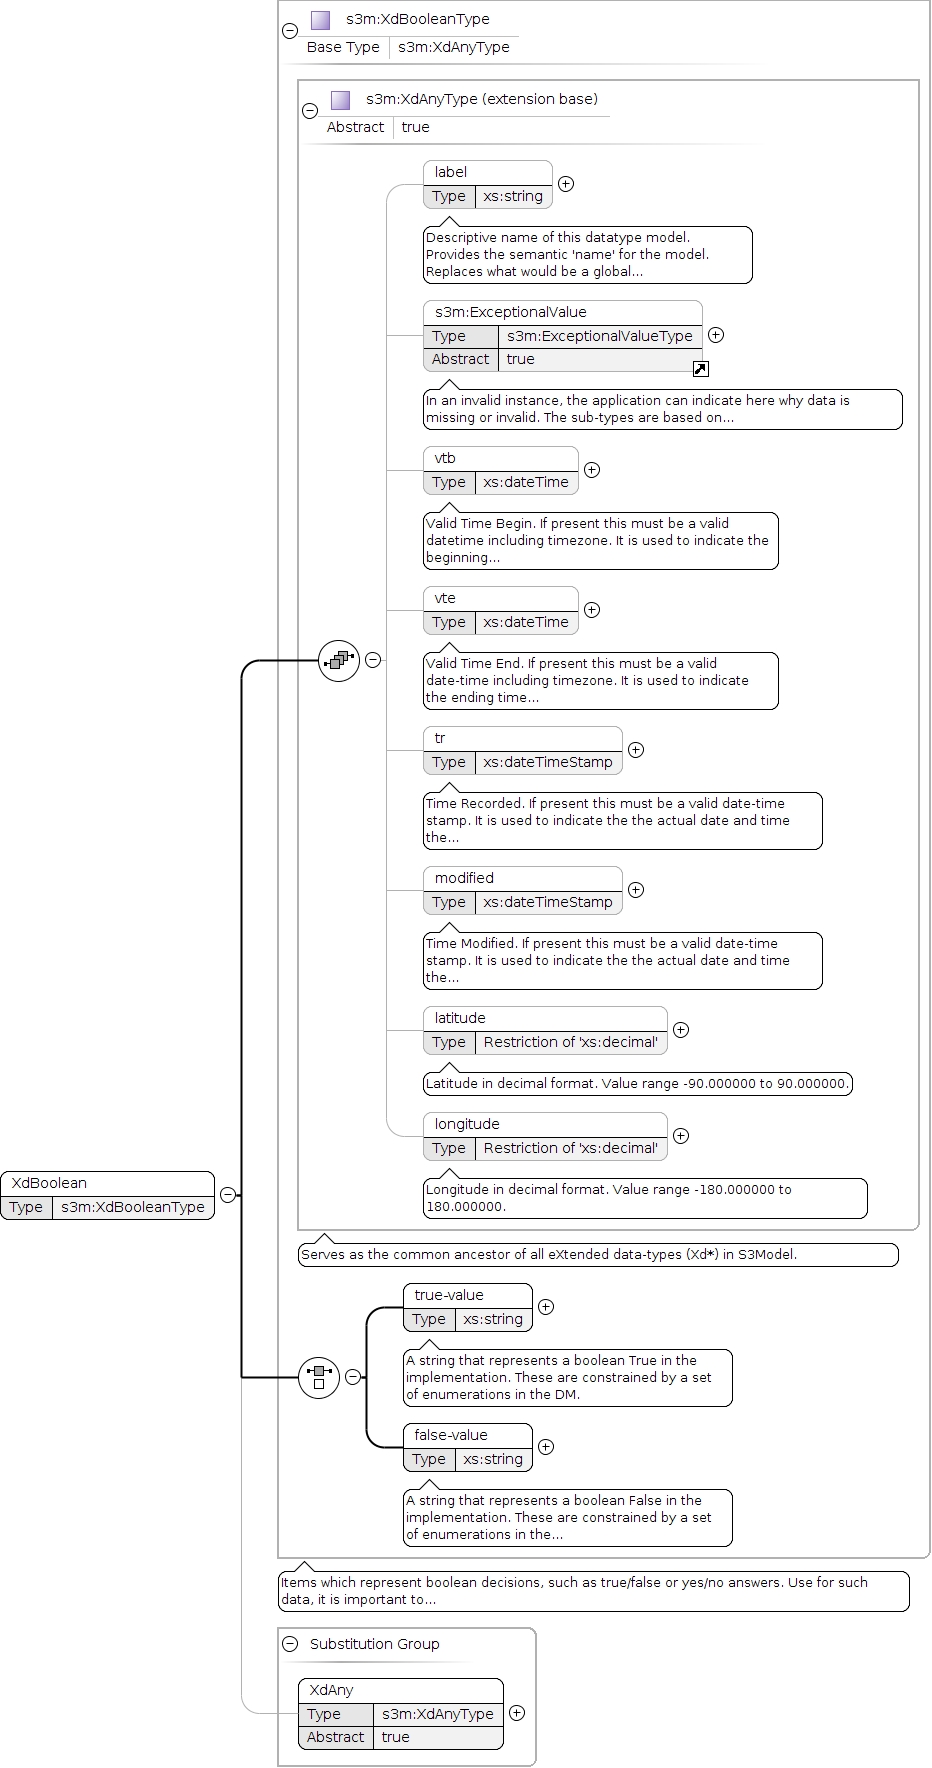 s3m:XdBooleanType
Base Type s3m:XdAnyType
s3m:XdAnyType (extension base)
Abstract true
label
Type xs:string
Descriptive name of this datatype model.
Provides the semantic 'name' for the model.
Replaces what would be a global...
s3m:ExceptionalValue
Type s3m:ExceptionalValueType
Abstract true
In an invalid instance, the application can indicate here why data is
missing or invalid. The sub-types are based on...
vtb
Type xs:dateTime
Valid Time Begin. If present this must be a valid
datetime including timezone. It is used to indicate the
beginning...
vte
Type xs:dateTime
Valid Time End. If present this must be a valid
date-time including timezone. It is used to indicate
the ending time...
tr
Type xs:dateTimeStamp
Time Recorded. If present this must be a valid date-time
stamp. It is used to indicate the the actual date and time
the...
modified
Type xs:dateTimeStamp
Time Modified. If present this must be a valid date-time
stamp. It is used to indicate the the actual date and time
the...
latitude
Type Restriction of 'xs:decimal'
Latitude in decimal format. Value range -90.000000 to 90.000000.
longitude
Type Restriction of 'xs:decimal'
Longitude in decimal format. Value range -180.000000 to
180.000000.
XdBoolean
Type s3m:XdBooleanType
Serves as the common ancestor of all eXtended data-types (Xd*) in S3Model.
true-value
Type xs:string
A string that represents a boolean True in the
implementation. These are constrained by a set
of enumerations in the DM.
false-value
Type xs:string
A string that represents a boolean False in the
implementation. These are constrained by a set
of enumerations in the...
Items which represent boolean decisions, such as true/false or yes/no answers. Use for such
data, it is important to...
Substitution Group
XdAny
Type s3m:XdAnyType
Abstract true